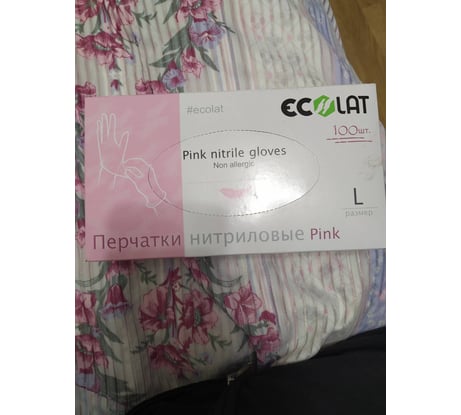 #ecolat
ECOLAT
100шт.
Pink nitrile gloves
Non allergic
L
размер
Перчатки нитриловые Pink